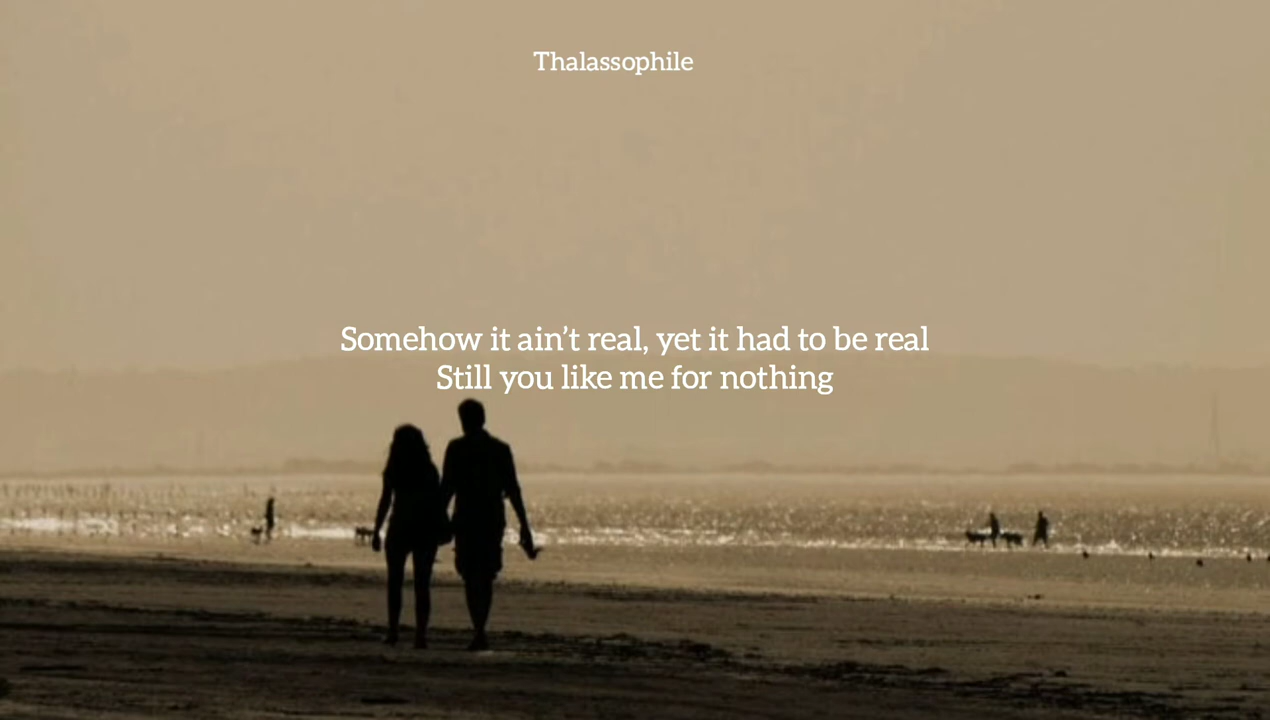 Thalassophile
Somehow it ain’t real, yet it had to be real
Still you like me for nothing